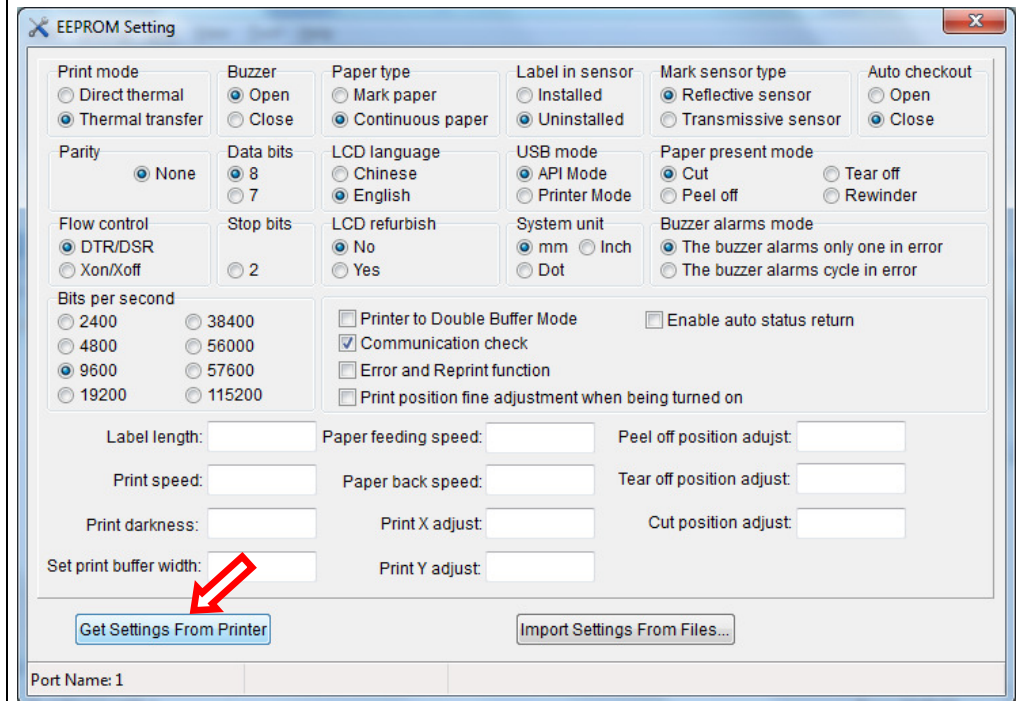 EEPROM Setting
Print mode Buzzer Paper type Label in sensor Mark sensor type Auto checkout
Direct thermal Open Mark paper Installed Reflective sensor Open
Thermal transfer Close Continuous paper Uninstalled Transmissive sensor Close
Parity Data bits LCD language USB mode Paper present mode
None 8 Chinese API Mode Cut Tear off
7 English Printer Mode Peel off Rewinder
Flow control Stop bits LCD refurbish System unit Buzzer alarms mode
DTR/DSR No mm Inch The buzzer alarms only one in error
Xon/Xoff 2 Yes Dot The buzzer alarms cycle in error
Bits per second
2400 38400 Printer to Double Buffer Mode Enable auto status return
4800 56000 Communication check
9600 57600 Error and Reprint function
19200 115200 Print position fine adjustment when being turned on
Label length: Paper feeding speed: Peel off position adujst:
Print speed: Paper back speed: Tear off position adjust:
Print darkness: Print X adjust: Cut position adjust:
Set print buffer width: Print Y adjust:
Get Settings From Printer Import Settings From Files...
Port Name: 1